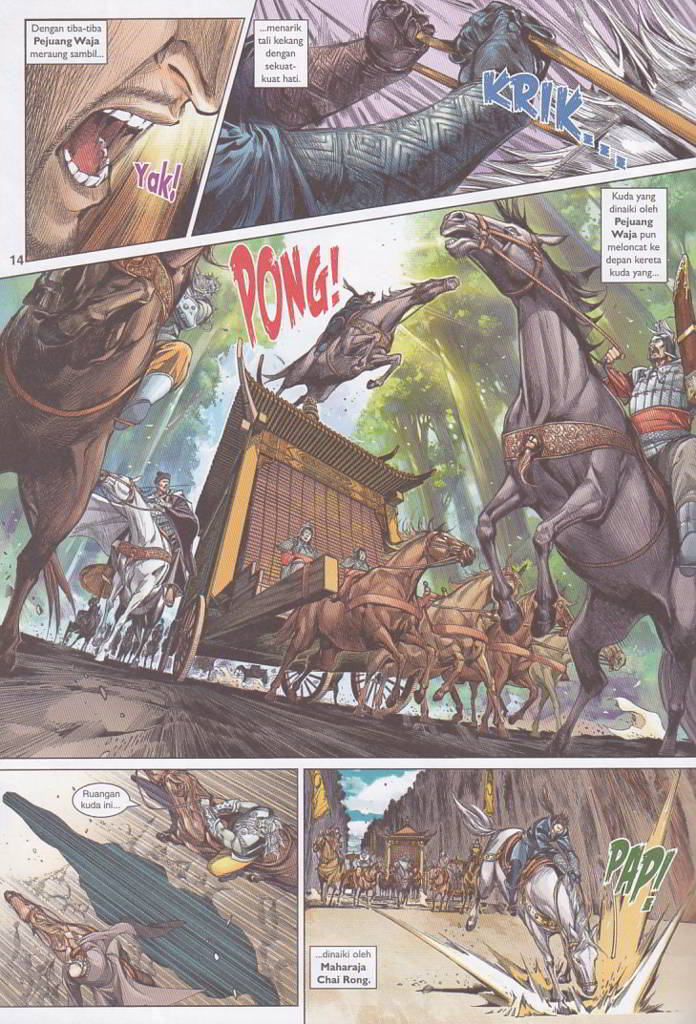 Dengan tiba-tiba
Pejuang Waja
meraung sambil...
...menarik
tali kekang
dengan
sekuat-
kuat hati.
KRIK...
Yak!
14
Kuda yang
dinaiki oleh
Pejuang
Waja pun
meloncat ke
depan kereta
kuda yang...
PONG!
Ruangan
kuda ini...
PAP!
...dinaiki oleh
Maharaja
Chai Rong.